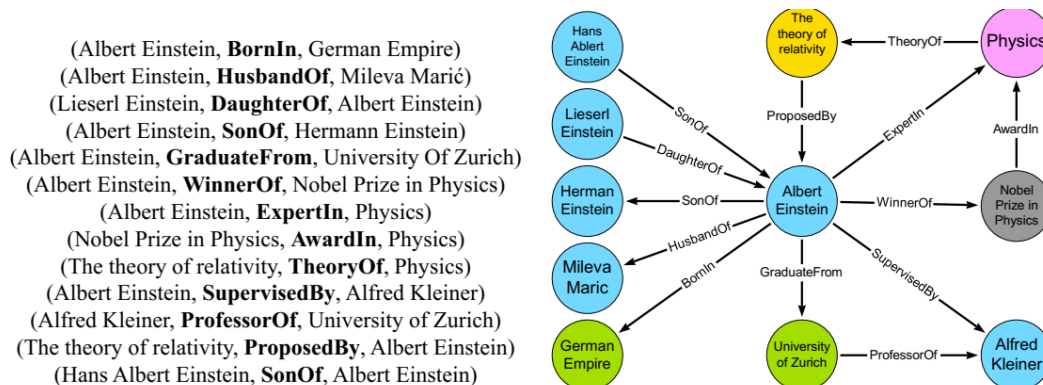 (Albert Einstein, BornIn, German Empire)
(Albert Einstein, HusbandOf, Mileva Marić)
(Lieserl Einstein, DaughterOf, Albert Einstein)
(Albert Einstein, SonOf, Hermann Einstein)
(Albert Einstein, GraduateFrom, University Of Zurich)
(Albert Einstein, WinnerOf, Nobel Prize in Physics)
(Albert Einstein, ExpertIn, Physics)
(Nobel Prize in Physics, AwardIn, Physics)
(The theory of relativity, TheoryOf, Physics)
(Albert Einstein, SupervisedBy, Alfred Kleiner)
(Alfred Kleiner, ProfessorOf, University of Zurich)
(The theory of relativity, ProposedBy, Albert Einstein)
(Hans Albert Einstein, SonOf, Albert Einstein)
Hans
Ablert
Einstein
The
theory of
relativity
TheoryOf
Physics
SonOf
ProposedBy
ExpertIn
AwardIn
Lieserl
Einstein
DaughterOf
Herman
Einstein
SonOf
Albert
Einstein
WinnerOf
Nobel
Prize in
Physics
HusbandOf
Mileva
Maric
BornIn
GraduateFrom
SupervisedBy
German
Empire
University
of Zurich
ProfessorOf
Alfred
Kleiner